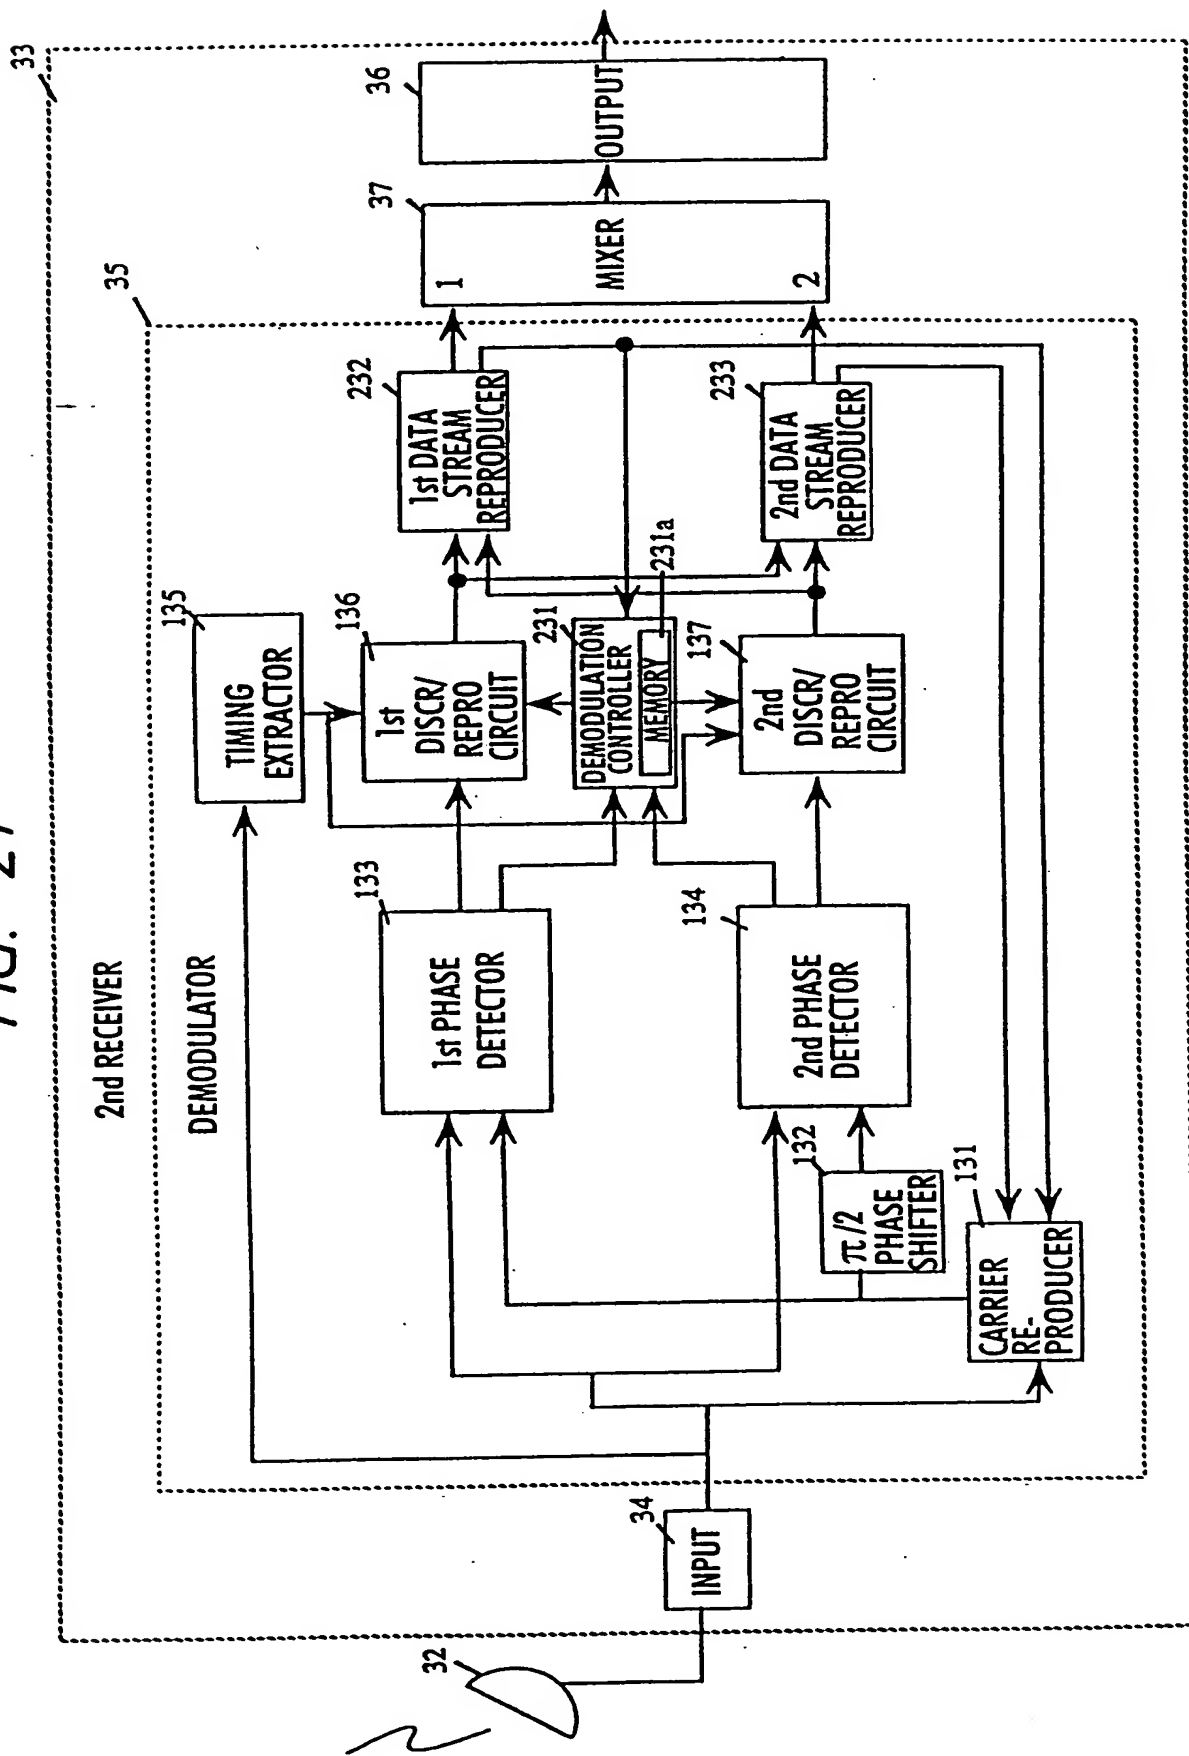 FIG.
33
2nd RECEIVER
35
DEMODULATOR
135
TIMING
EXTRACTOR
32
34
INPUT
133
1st PHASE
DETECTOR
136
1st
DISCR/
REPRO
CIRCUIT
232
1st DATA
STREAM
REPRODUCER
37
1
MIXER
2
36
OUTPUT
231
DEMODULATION
CONTROLLER
MEMORY
231a
134
2nd PHASE
DETECTOR
137
2nd
DISCR/
REPRO
CIRCUIT
233
2nd DATA
STREAM
REPRODUCER
132
π/2
PHASE
SHIFTER
131
CARRIER
RE-
PRODUCER